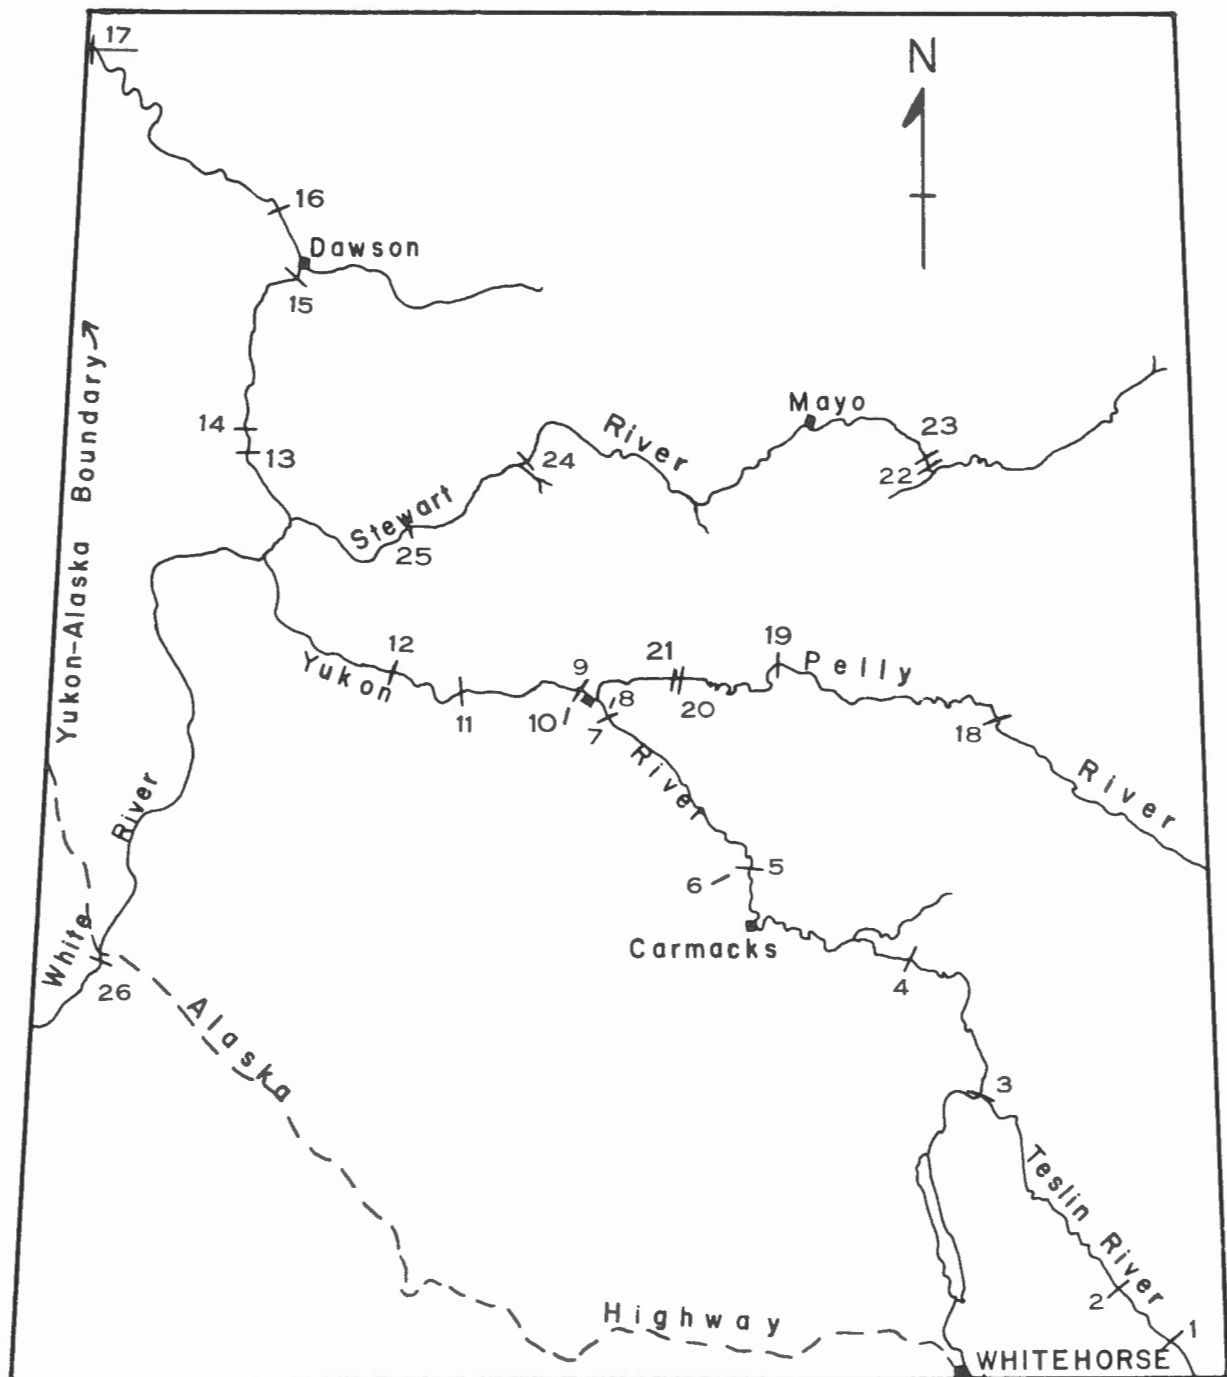 17
N
16
Dawson
15
Yukon-Alaska Boundary
14
13
Mayo
River
23
22
24
Stewart
25
19
Pelly
12
Yukon
11
9
10
8
7
21
20
18
River
River
River
5
6
Carmacks
4
White
26
Alaska
3
Teslin River
2
1
Highway
WHITEHORSE